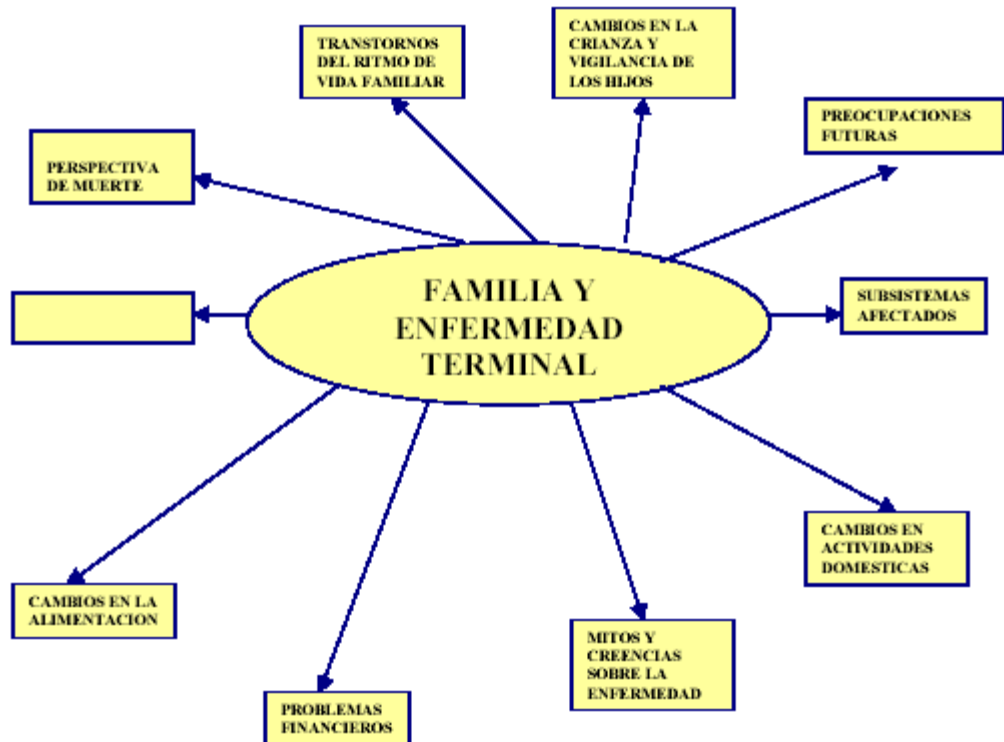 TRANSTORNOS
DEL RITMO DE
VIDA FAMILIAR
CAMBIOS EN LA
CRIANZA Y
VIGILANCIA DE
LOS HIJOS
PREOCUPACIONES
FUTURAS
PERSPECTIVA
DE MUERTE
FAMILIA Y
ENFERMEDAD
TERMINAL
SUBSISTEMAS
AFECTADOS
CAMBIOS EN
ACTIVIDADES
DOMESTICAS
CAMBIOS EN LA
ALIMENTACION
MITOS Y
CREENCIAS
SOBRE LA
ENFERMEDAD
PROBLEMAS
FINANCIEROS